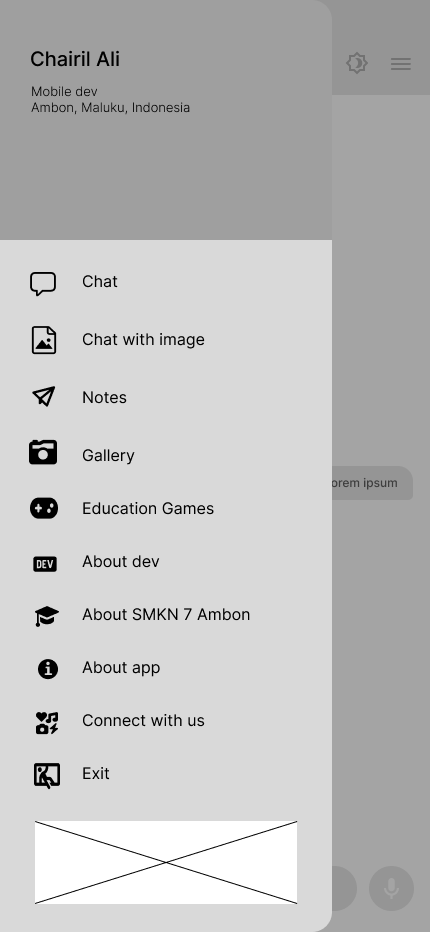 Chairil Ali
Mobile dev
Ambon, Maluku, Indonesia
Chat
Chat with image
Notes
Gallery
orem ipsum
Education Games
DEV
About dev
About SMKN 7 Ambon
About app
Connect with us
Exit